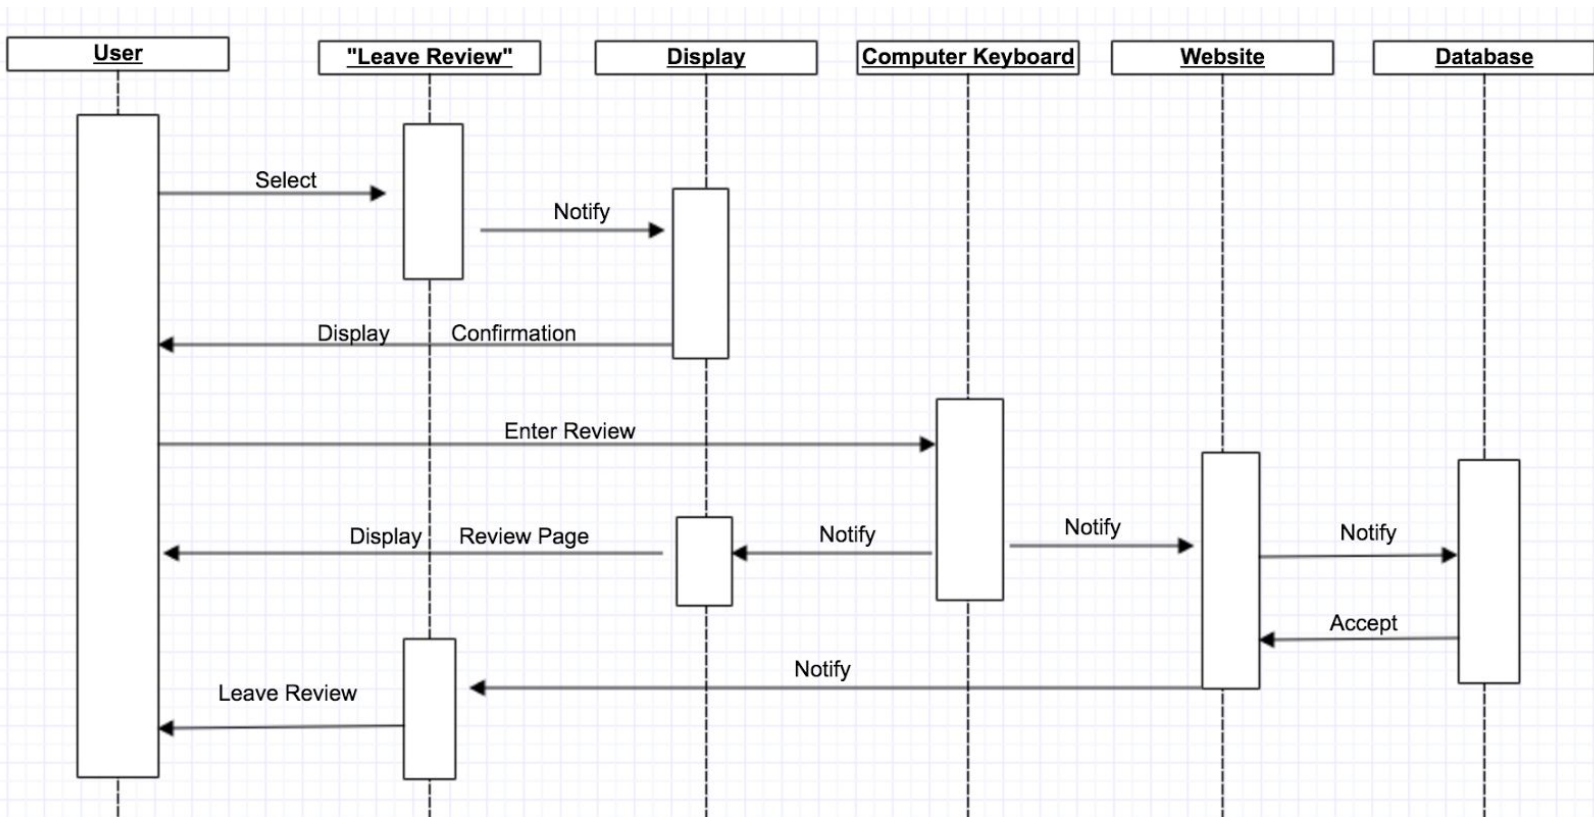 User
"Leave Review"
Display
Computer Keyboard
Website
Database
Select
Notify
Display Confirmation
Enter Review
Display Review Page
Notify
Notify
Notify
Accept
Notify
Leave Review